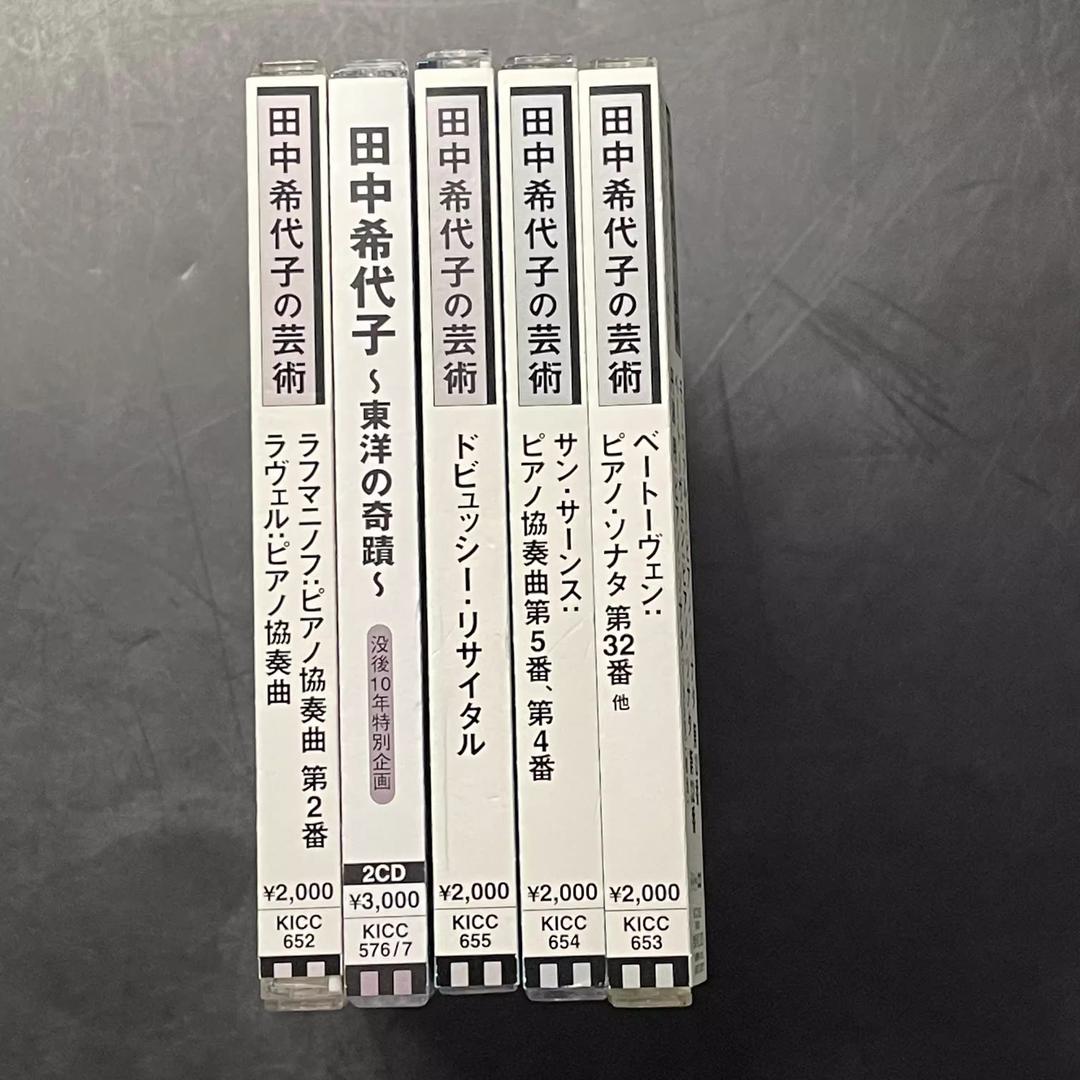 田中希代子の芸術
ラフマニノフ:ピアノ協奏曲 第2番
ラヴェル:ピアノ協奏曲
¥2,000
KICC
652
田中希代子
～東洋の奇蹟～
没後10年特別企画
2CD
¥3,000
KICC
576/7
田中希代子の芸術
ドビュッシー・リサイタル
¥2,000
KICC
655
田中希代子の芸術
サン・サーンス:
ピアノ協奏曲第5番、第4番
¥2,000
KICC
654
田中希代子の芸術
ベートーヴェン:
ピアノ・ソナタ 第32番 他
¥2,000
KICC
653